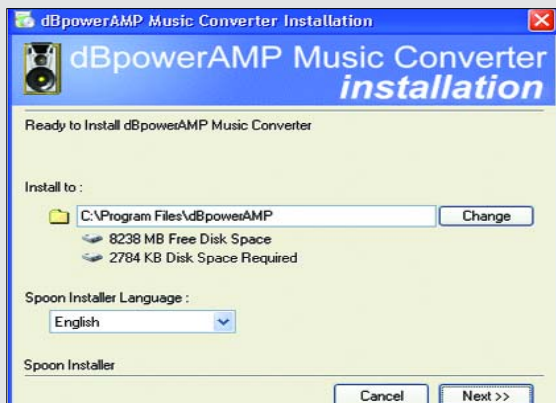 dBpowerAMP Music Converter Installation
dBpowerAMP Music Converter
installation
Ready to Install dBpowerAMP Music Converter
Install to :
C:\Program Files\dBpowerAMP
Change
8238 MB Free Disk Space
2784 KB Disk Space Required
Spoon Installer Language :
English
Spoon Installer
Cancel
Next >>